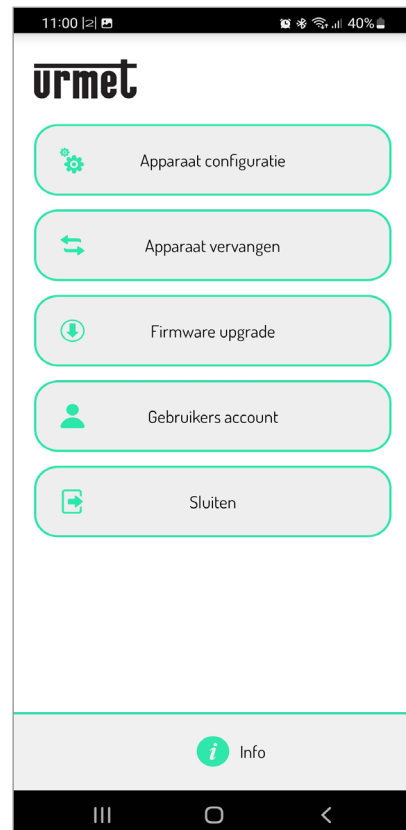 11:00 40%
urmet
Apparaat configuratie
Apparaat vervangen
Firmware upgrade
Gebruikers account
Sluiten
i Info